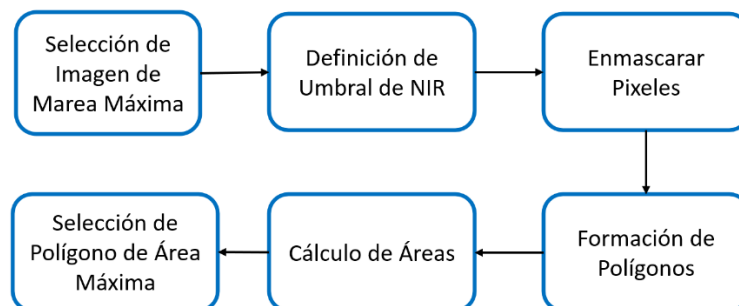 Selección de
Imagen de
Marea Máxima
Definición de
Umbral de NIR
Enmascarar
Pixeles
Formación de
Polígonos
Cálculo de Áreas
Selección de
Polígono de Área
Máxima